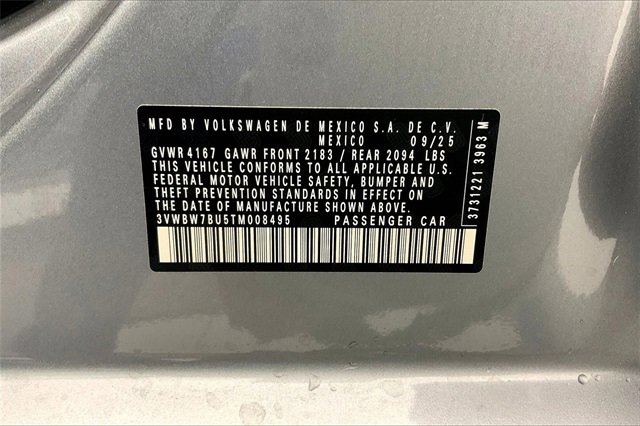 MFD BY VOLKSWAGEN DE MEXICO S.A. DE C.V.
MEXICO 09/25
GVWR 4167 GAWR FRONT 2183 / REAR 2094 LBS
THIS VEHICLE CONFORMS TO ALL APPLICABLE U.S.
FEDERAL MOTOR VEHICLE SAFETY, BUMPER AND
THEFT PREVENTION STANDARDS IN EFFECT ON
THE DATE OF MANUFACTURE SHOWN ABOVE
3VWBW7BU5TM008495 PASSENGER CAR
3731221 3963 M